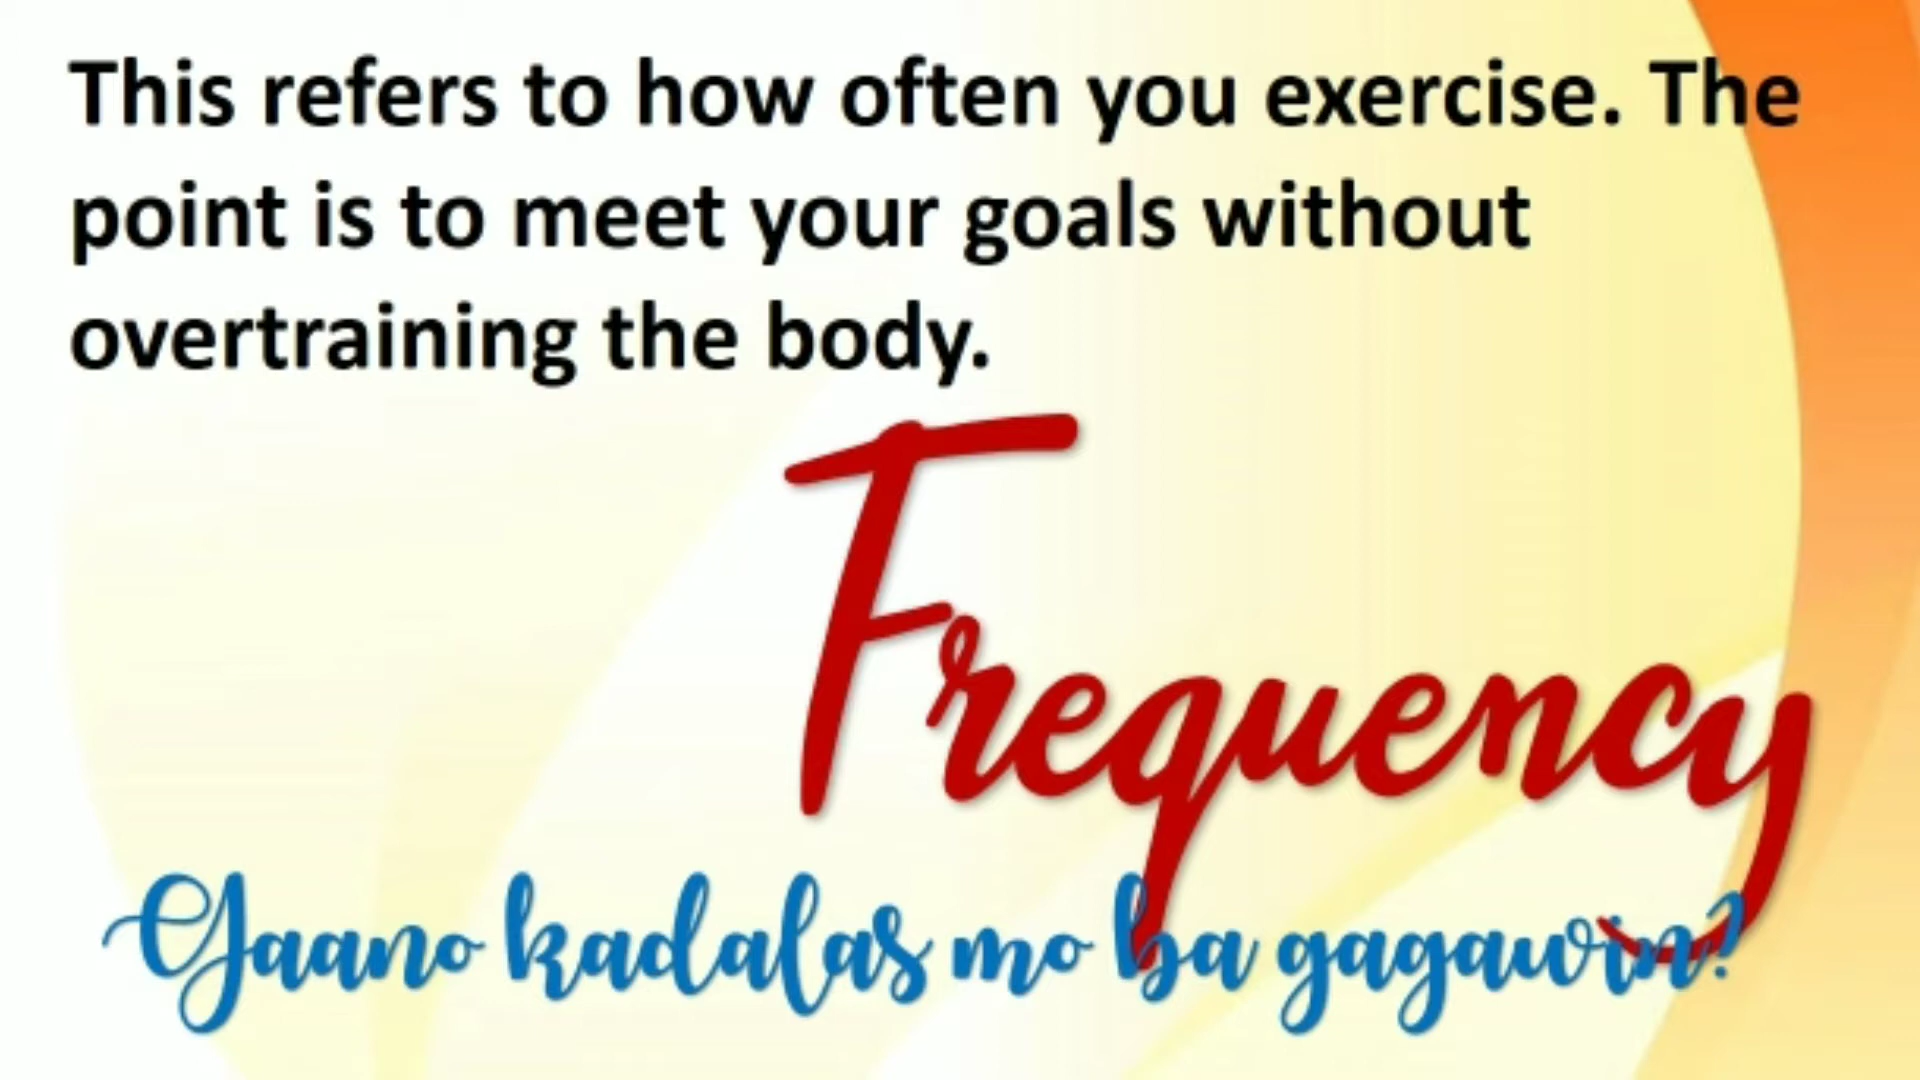 This refers to how often you exercise. The
point is to meet your goals without
overtraining the body.
Frequency
Gaano kadalas mo ba gagawin?